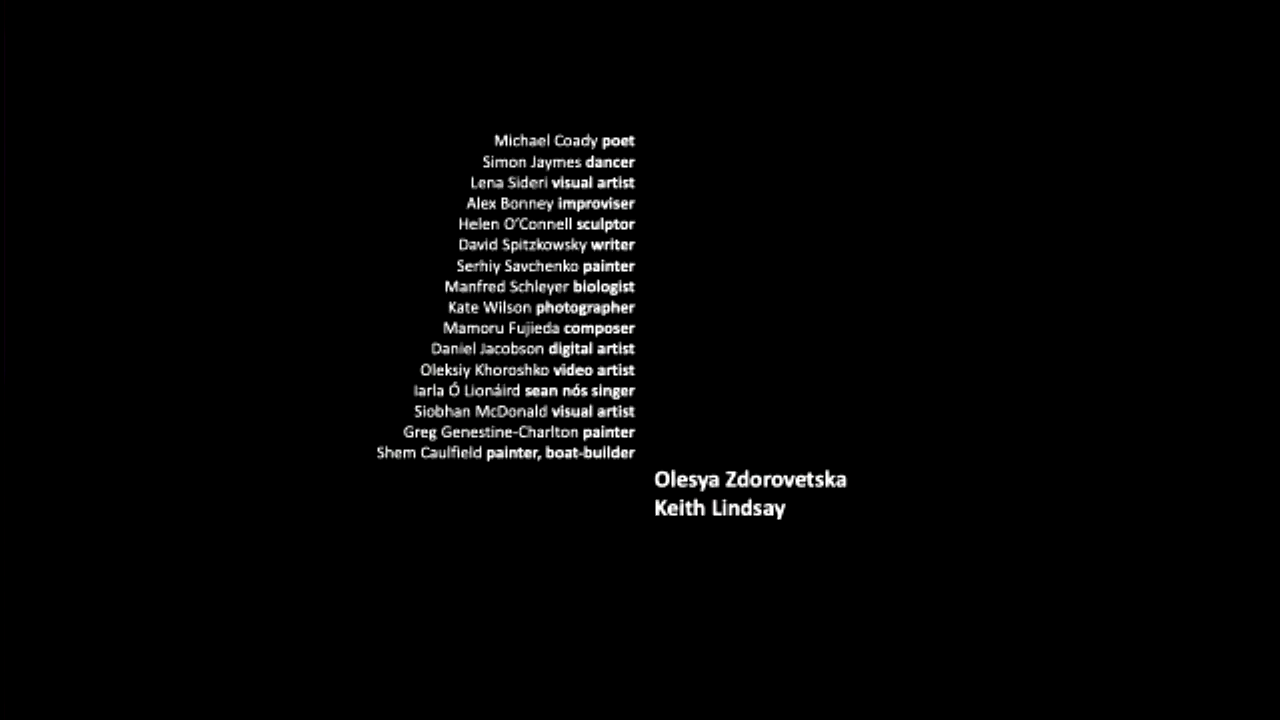 Michael Coady poet
Simon Jaymes dancer
Lena Sideri visual artist
Alex Bonney improviser
Helen O'Connell sculptor
David Spitzkowsky writer
Serhiy Savchenko painter
Manfred Schleyer biologist
Kate Wilson photographer
Mamoru Fujieda composer
Daniel Jacobson digital artist
Oleksiy Khoroshko video artist
Iarla Ó Lionáird sean nós singer
Siobhan McDonald visual artist
Greg Genestine-Charlton painter
Shem Caulfield painter, boat-builder
Olesya Zdorovetska
Keith Lindsay